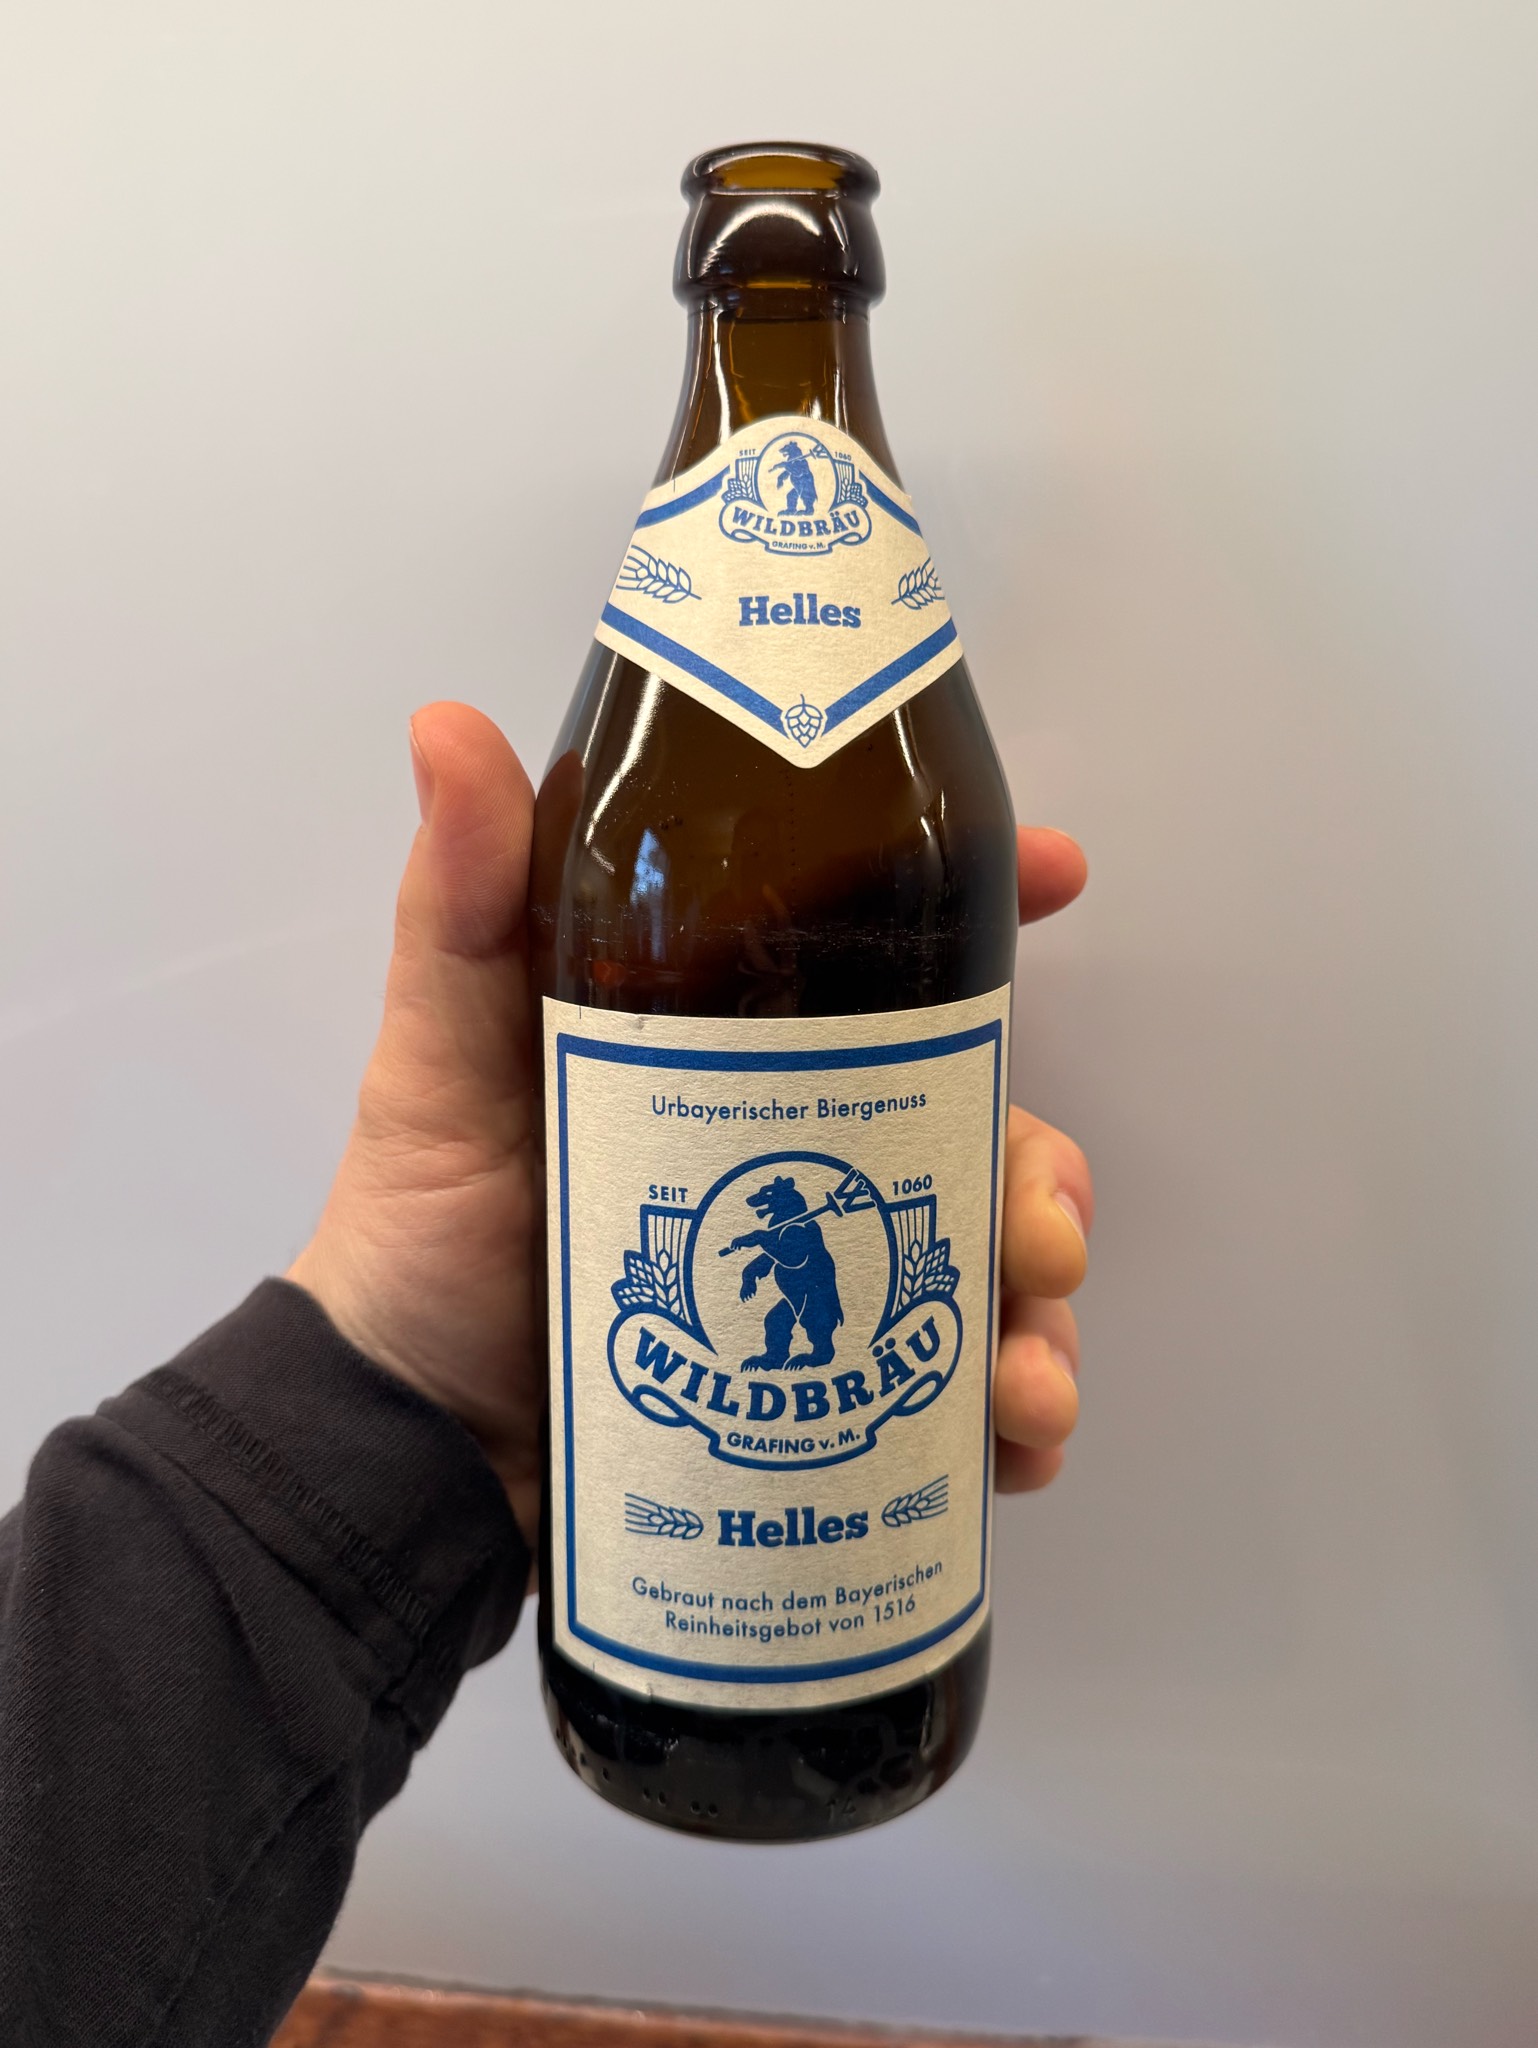 SEIT 1060
WILDBRÄU
GRAFING v. M.
Helles
Urbayerischer Biergenuss
SEIT 1060
W
WILDBRÄU
GRAFING v. M.
Helles
Gebraut nach dem Bayerischen
Reinheitsgebot von 1516
14